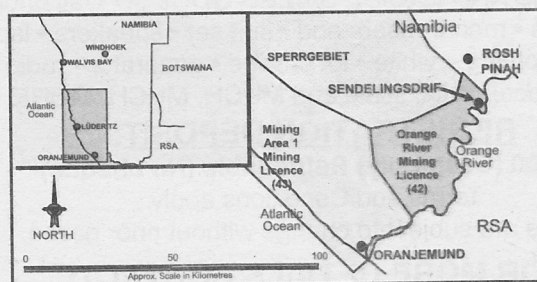 NAMIBIA
WINDHOEK
WALVIS BAY
BOTSWANA
Atlantic
Ocean
LÜDERITZ
RSA
ORANJEMUND
NORTH
0
50
100
Approx. Scale in Kilometres
Namibia
SPERRGEBIET
ROSH
PINAH
SENDELINGSDRIF
Mining
Area 1
Mining
Licence
(43)
Orange
River
Mining
Licence
(42)
Orange
River
Atlantic
Ocean
RSA
ORANJEMUND